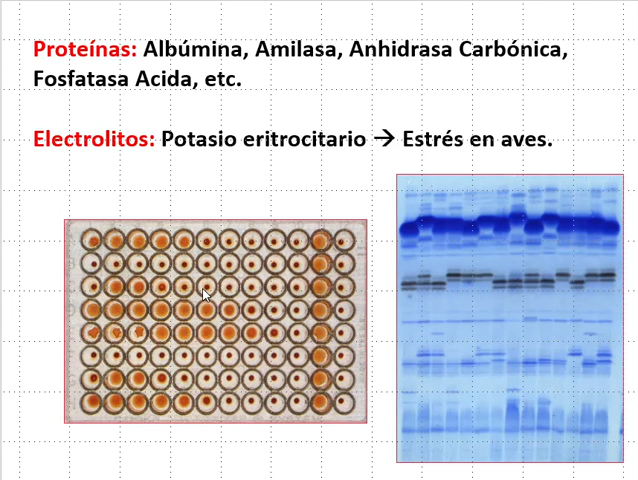 Proteínas: Albúmina, Amilasa, Anhidrasa Carbónica,
Fosfatasa Acida, etc.
Electrolitos: Potasio eritrocitario → Estrés en aves.